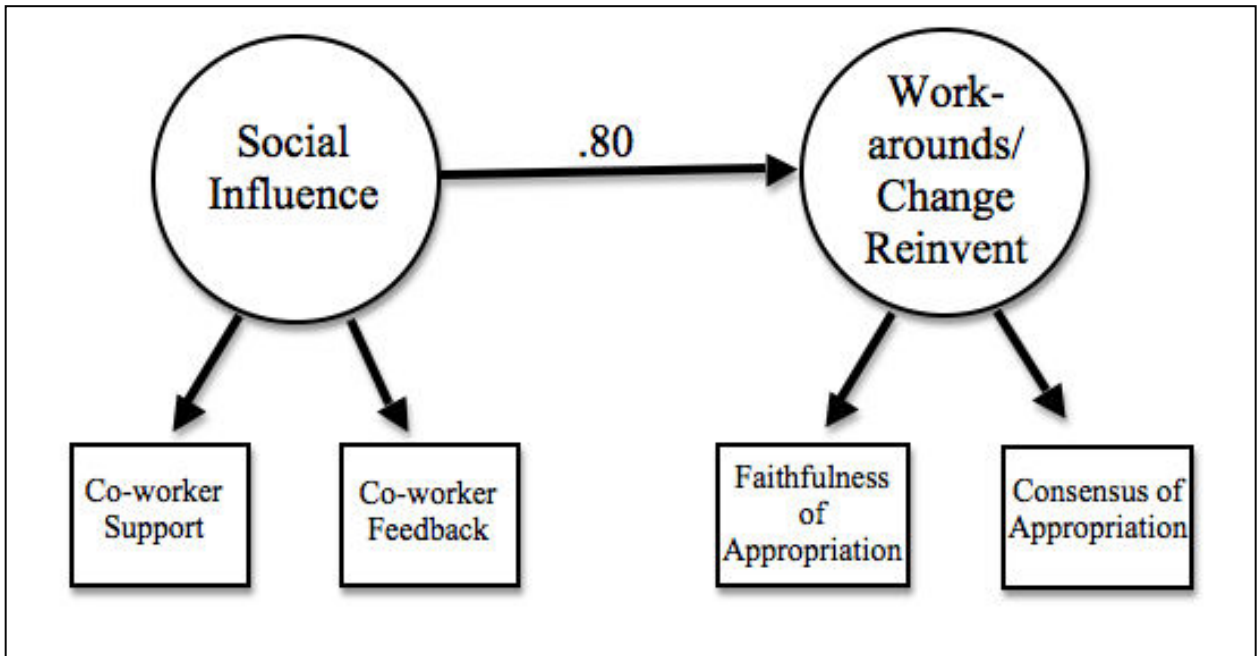 Social
Influence
.80
Work-
arounds/
Change
Reinvent
Co-worker
Support
Co-worker
Feedback
Faithfulness
of
Appropriation
Consensus of
Appropriation